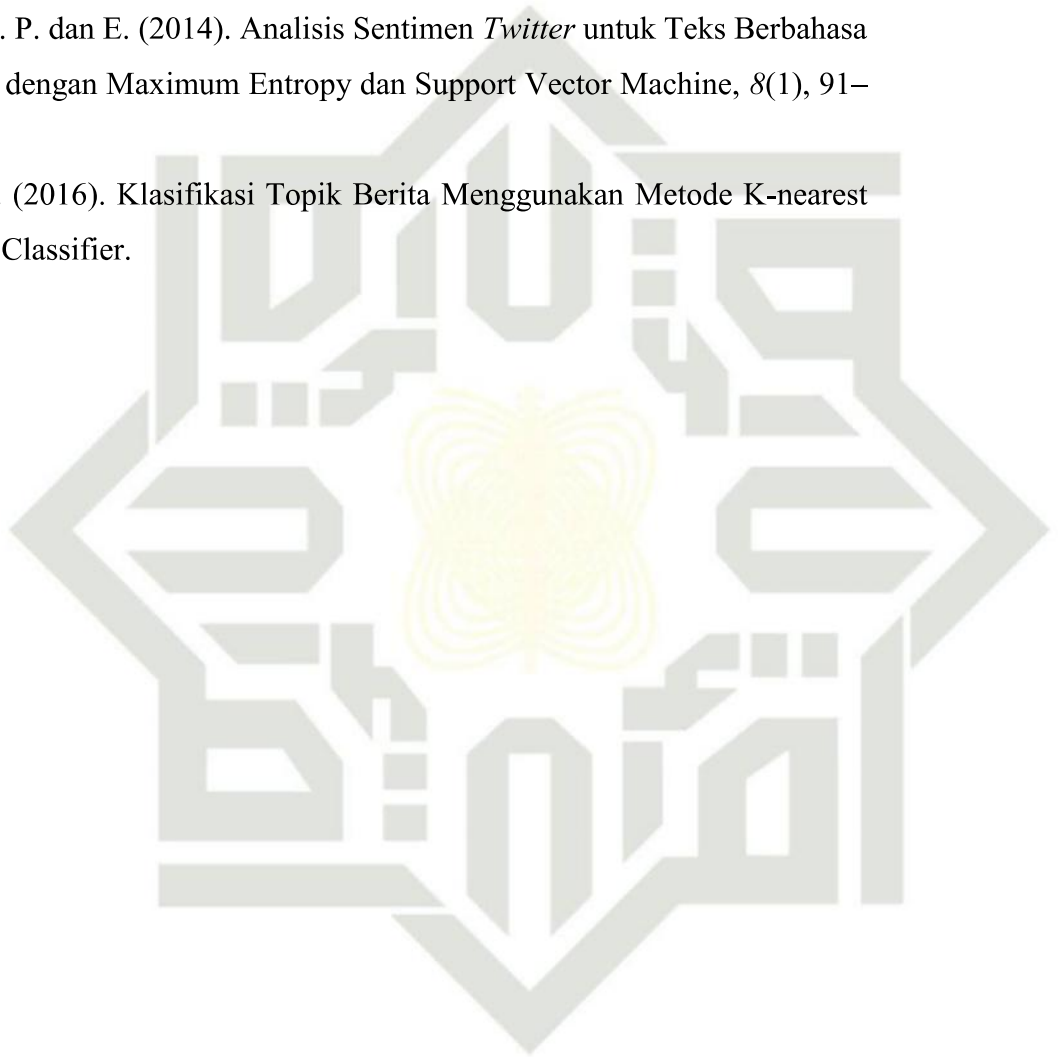 . P. dan E. (2014). Analisis Sentimen Twitter untuk Teks Berbahasa
dengan Maximum Entropy dan Support Vector Machine, 8(1), 91–
(2016). Klasifikasi Topik Berita Menggunakan Metode K-nearest
Classifier.